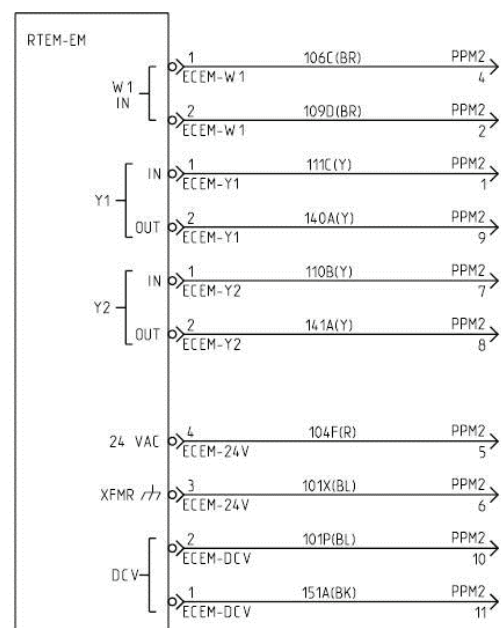 RTEM-EM
1 106C(BR) PPM2
ECEM-W1 4
W1
IN
2 109D(BR) PPM2
ECEM-W1 2
IN 1 111C(Y) PPM2
ECEM-Y1 1
Y1
OUT 2 140A(Y) PPM2
ECEM-Y1 9
IN 1 110B(Y) PPM2
ECEM-Y2 7
Y2
OUT 2 141A(Y) PPM2
ECEM-Y2 8
24 VAC 4 104F(R) PPM2
ECEM-24V 5
XFMR 3 101X(BL) PPM2
ECEM-24V 6
2 101P(BL) PPM2
ECEM-DCV 10
DCV
1 151A(BK) PPM2
ECEM-DCV 11